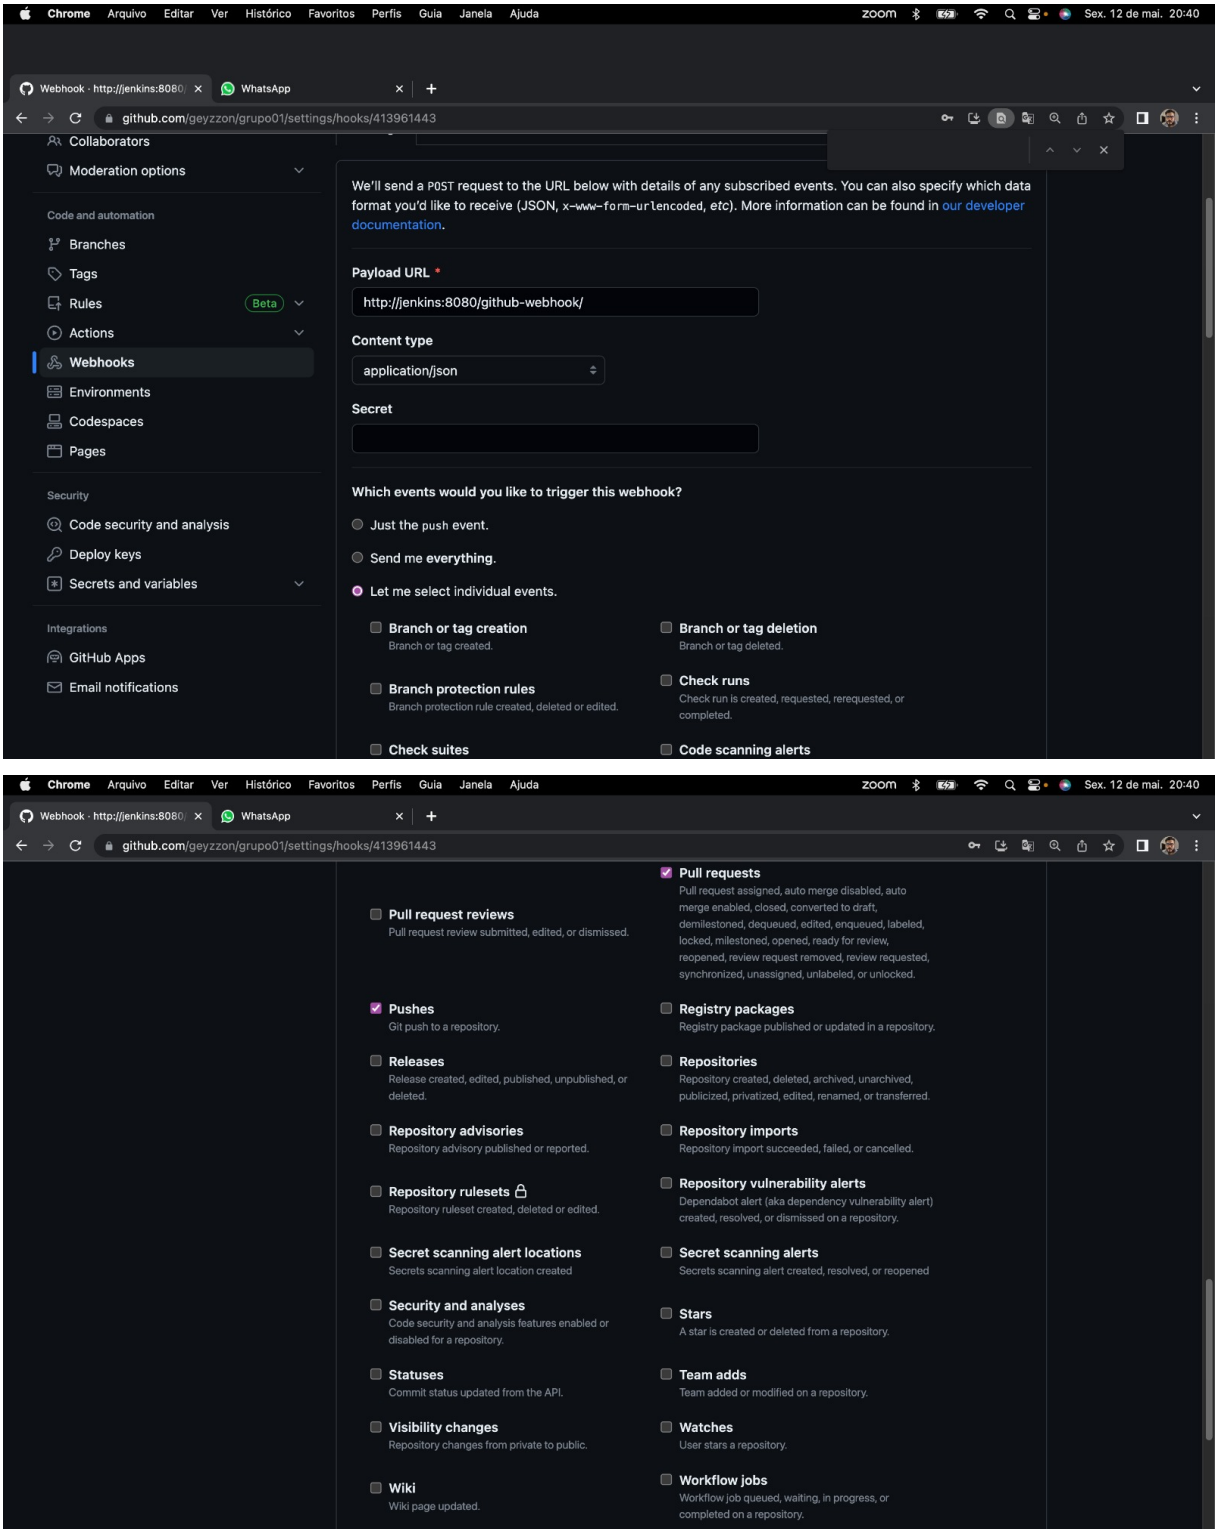 Chrome Arquivo Editar Ver Histórico Favoritos Perfis Guia Janela Ajuda zoom Sex. 12 de mai. 20:40
Webhook · http://jenkins:8080/ WhatsApp
github.com/geyzzon/grupo01/settings/hooks/413961443
Collaborators
Moderation options
Code and automation
Branches
Tags
Rules Beta
Actions
Webhooks
Environments
Codespaces
Pages
Security
Code security and analysis
Deploy keys
Secrets and variables
Integrations
GitHub Apps
Email notifications
We'll send a POST request to the URL below with details of any subscribed events. You can also specify which data
format you'd like to receive (JSON, x-www-form-urlencoded, etc). More information can be found in our developer
documentation.
Payload URL *
http://jenkins:8080/github-webhook/
Content type
application/json
Secret
Which events would you like to trigger this webhook?
Just the push event.
Send me everything.
Let me select individual events.
Branch or tag creation
Branch or tag created.
Branch or tag deletion
Branch or tag deleted.
Branch protection rules
Branch protection rule created, deleted or edited.
Check runs
Check run is created, requested, rerequested, or
completed.
Check suites
Code scanning alerts
Chrome Arquivo Editar Ver Histórico Favoritos Perfis Guia Janela Ajuda zoom Sex. 12 de mai. 20:40
Webhook · http://jenkins:8080/ WhatsApp
github.com/geyzzon/grupo01/settings/hooks/413961443
Pull request reviews
Pull request review submitted, edited, or dismissed.
Pull requests
Pull request assigned, auto merge disabled, auto
merge enabled, closed, converted to draft,
demilestoned, dequeued, edited, enqueued, labeled,
locked, milestoned, opened, ready for review,
reopened, review request removed, review requested,
synchronized, unassigned, unlabeled, or unlocked.
Pushes
Git push to a repository.
Registry packages
Registry package published or updated in a repository.
Releases
Release created, edited, published, unpublished, or
deleted.
Repositories
Repository created, deleted, archived, unarchived,
publicized, privatized, edited, renamed, or transferred.
Repository advisories
Repository advisory published or reported.
Repository imports
Repository import succeeded, failed, or cancelled.
Repository rulesets
Repository ruleset created, deleted or edited.
Repository vulnerability alerts
Dependabot alert (aka dependency vulnerability alert)
created, resolved, or dismissed on a repository.
Secret scanning alert locations
Secrets scanning alert location created
Secret scanning alerts
Secrets scanning alert created, resolved, or reopened
Security and analyses
Code security and analysis features enabled or
disabled for a repository.
Stars
A star is created or deleted from a repository.
Statuses
Commit status updated from the API.
Team adds
Team added or modified on a repository.
Visibility changes
Repository changes from private to public.
Watches
User stars a repository.
Wiki
Wiki page updated.
Workflow jobs
Workflow job queued, waiting, in progress, or
completed on a repository.